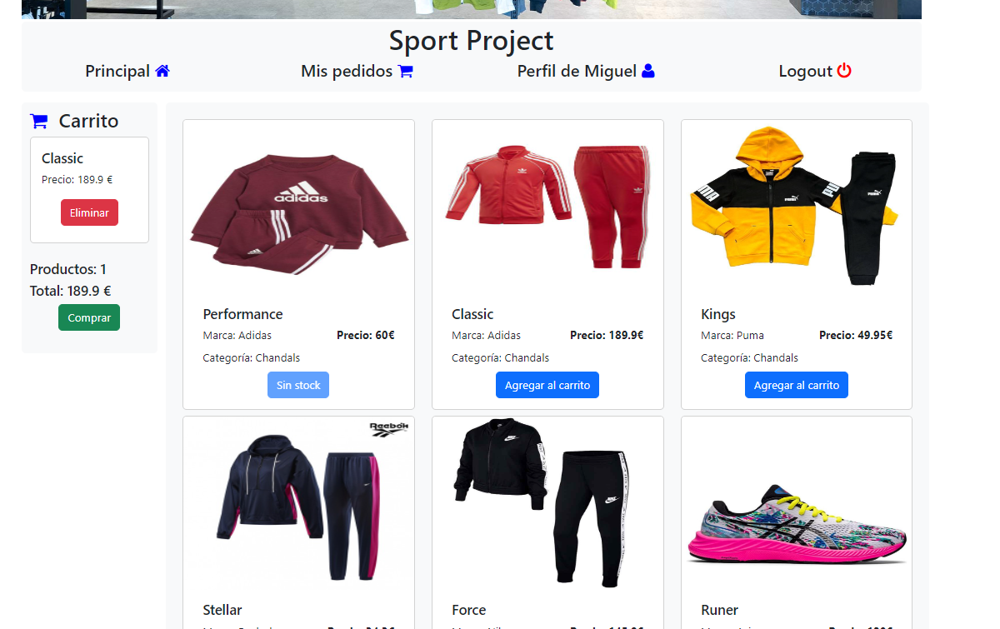 Sport Project
Principal
Mis pedidos
Perfil de Miguel
Logout
Carrito
Classic
Precio: 189.9 €
Eliminar
Productos: 1
Total: 189.9 €
Comprar
adidas
Performance
Marca: Adidas
Precio: 60€
Categoría: Chandals
Sin stock
Classic
Marca: Adidas
Precio: 189.9€
Categoría: Chandals
Agregar al carrito
PUMA
Kings
Marca: Puma
Precio: 49.95€
Categoría: Chandals
Agregar al carrito
Reebok
Stellar
NIKE
Force
Runer